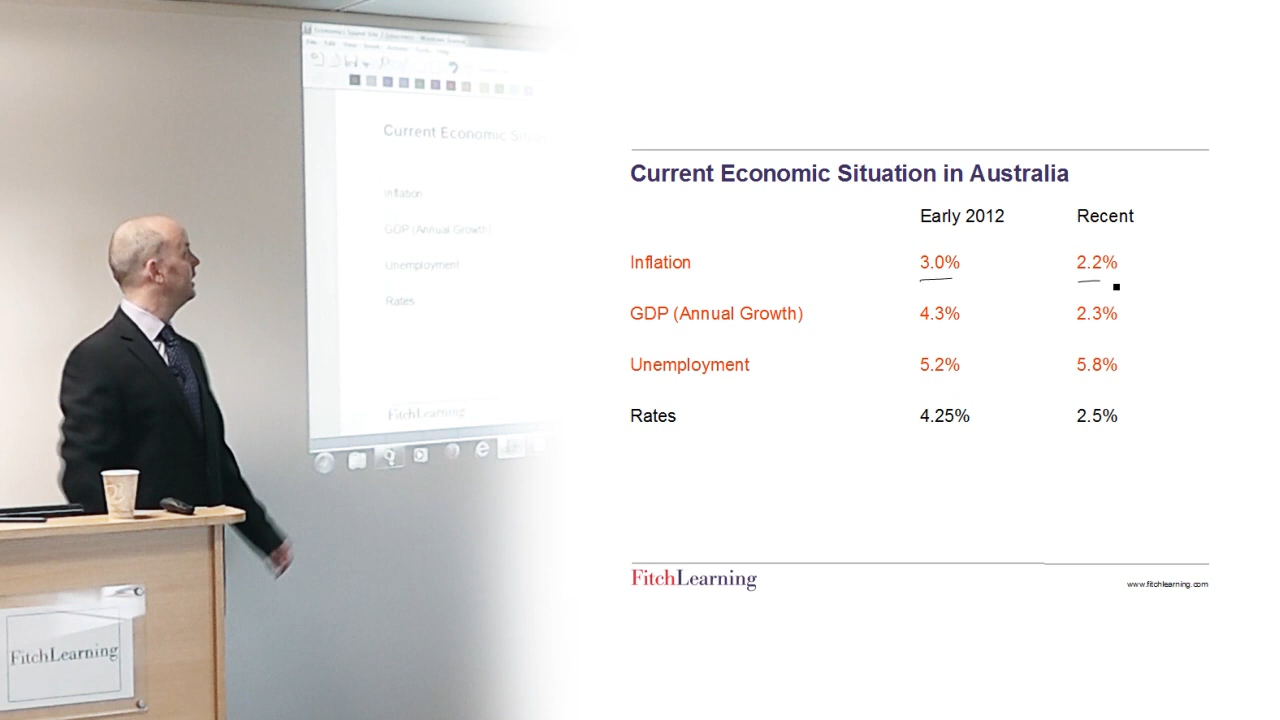 Current Economic Situ
Inflation
GDP (Annual Growth)
Unemployment
Rates
FitchLearning
FitchLearning
Current Economic Situation in Australia
Early 2012 Recent
Inflation 3.0% 2.2%
GDP (Annual Growth) 4.3% 2.3%
Unemployment 5.2% 5.8%
Rates 4.25% 2.5%
FitchLearning www.fitchlearning.com